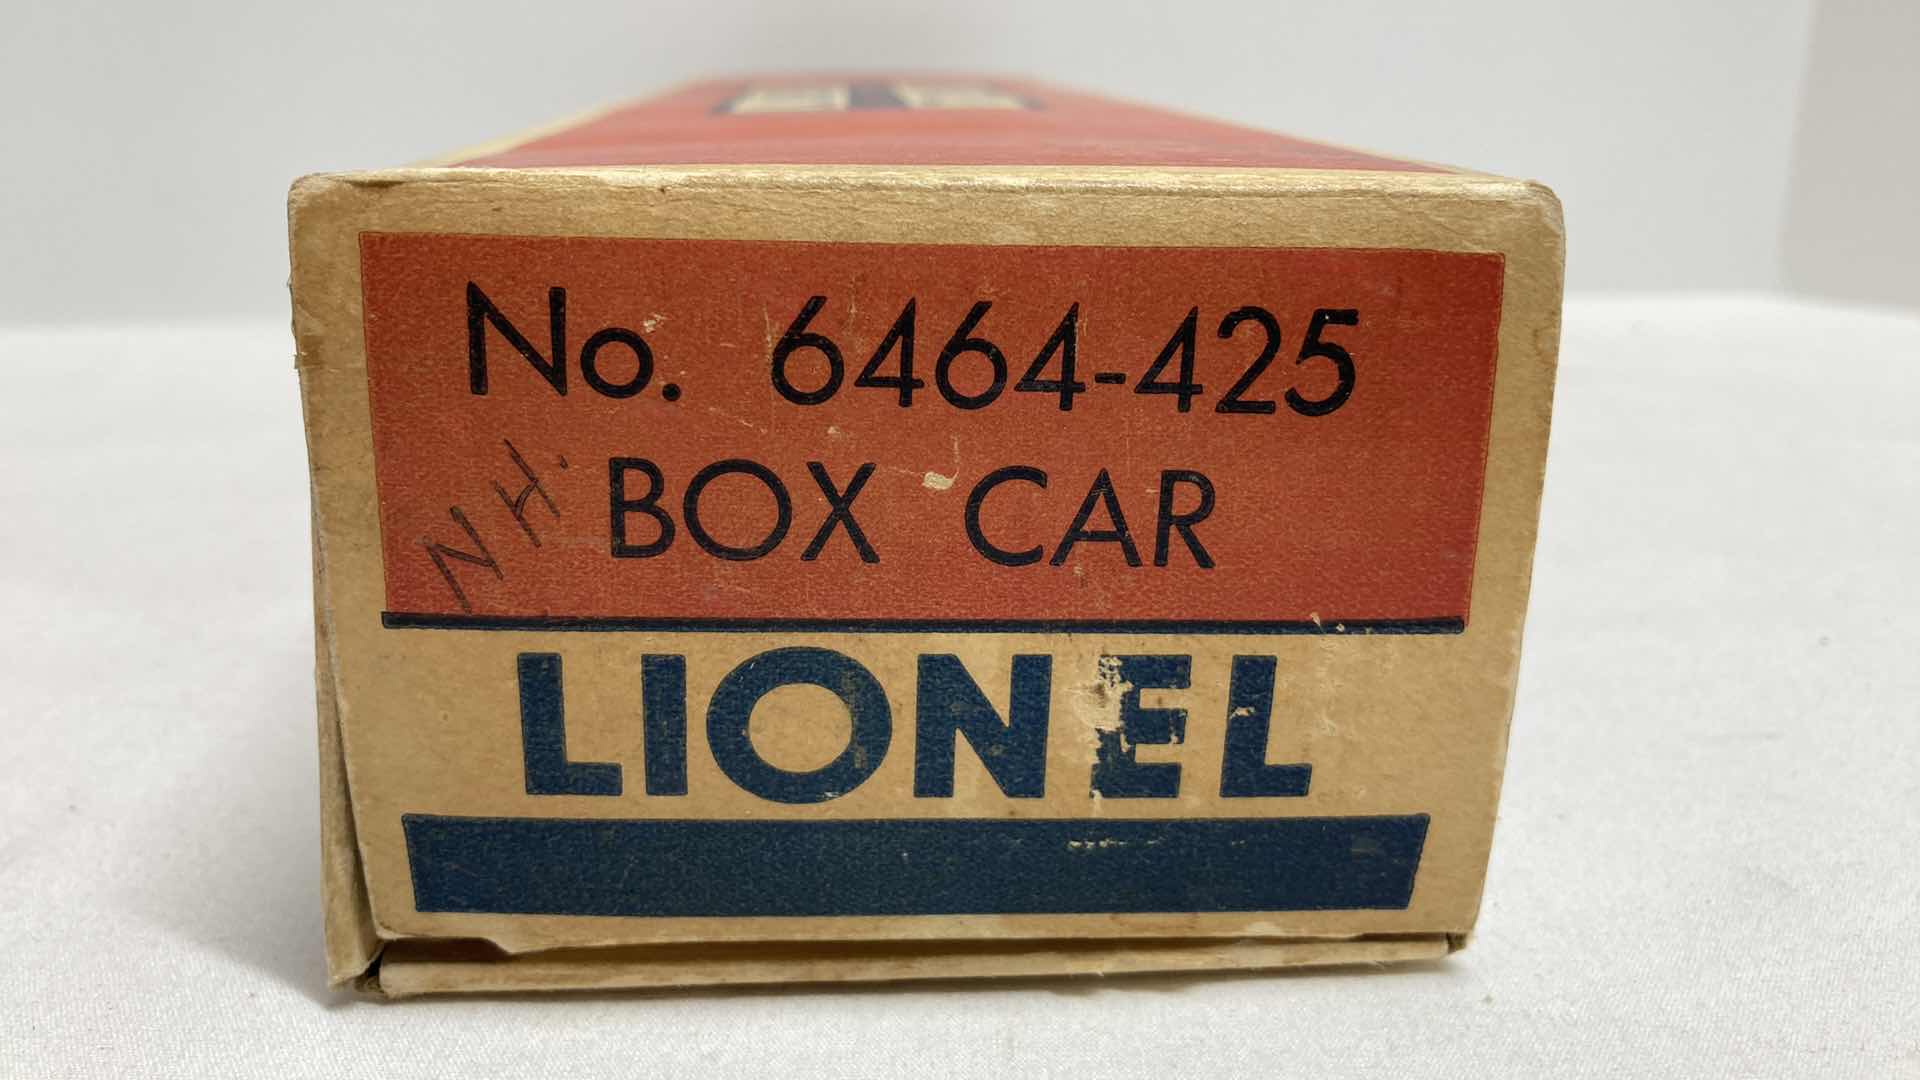 No. 6464-425
N.H. BOX CAR
LIONEL